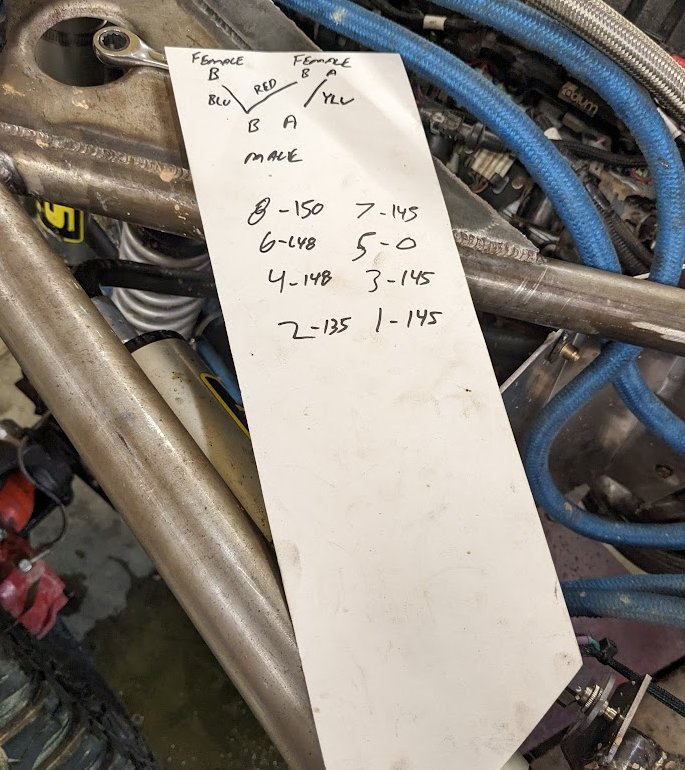 FEMALE FEMALE
B B A
BLU RED YLU
B A
MALE
8-150 7-145
6-148 5-0
4-148 3-145
2-135 1-145